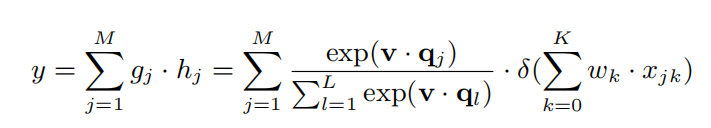 y = \sum_{j=1}^{M} g_j \cdot h_j = \sum_{j=1}^{M} \frac{\exp(\mathbf{v} \cdot \mathbf{q}_j)}{\sum_{l=1}^{L} \exp(\mathbf{v} \cdot \mathbf{q}_l)} \cdot \delta(\sum_{k=0}^{K} w_k \cdot x_{jk})